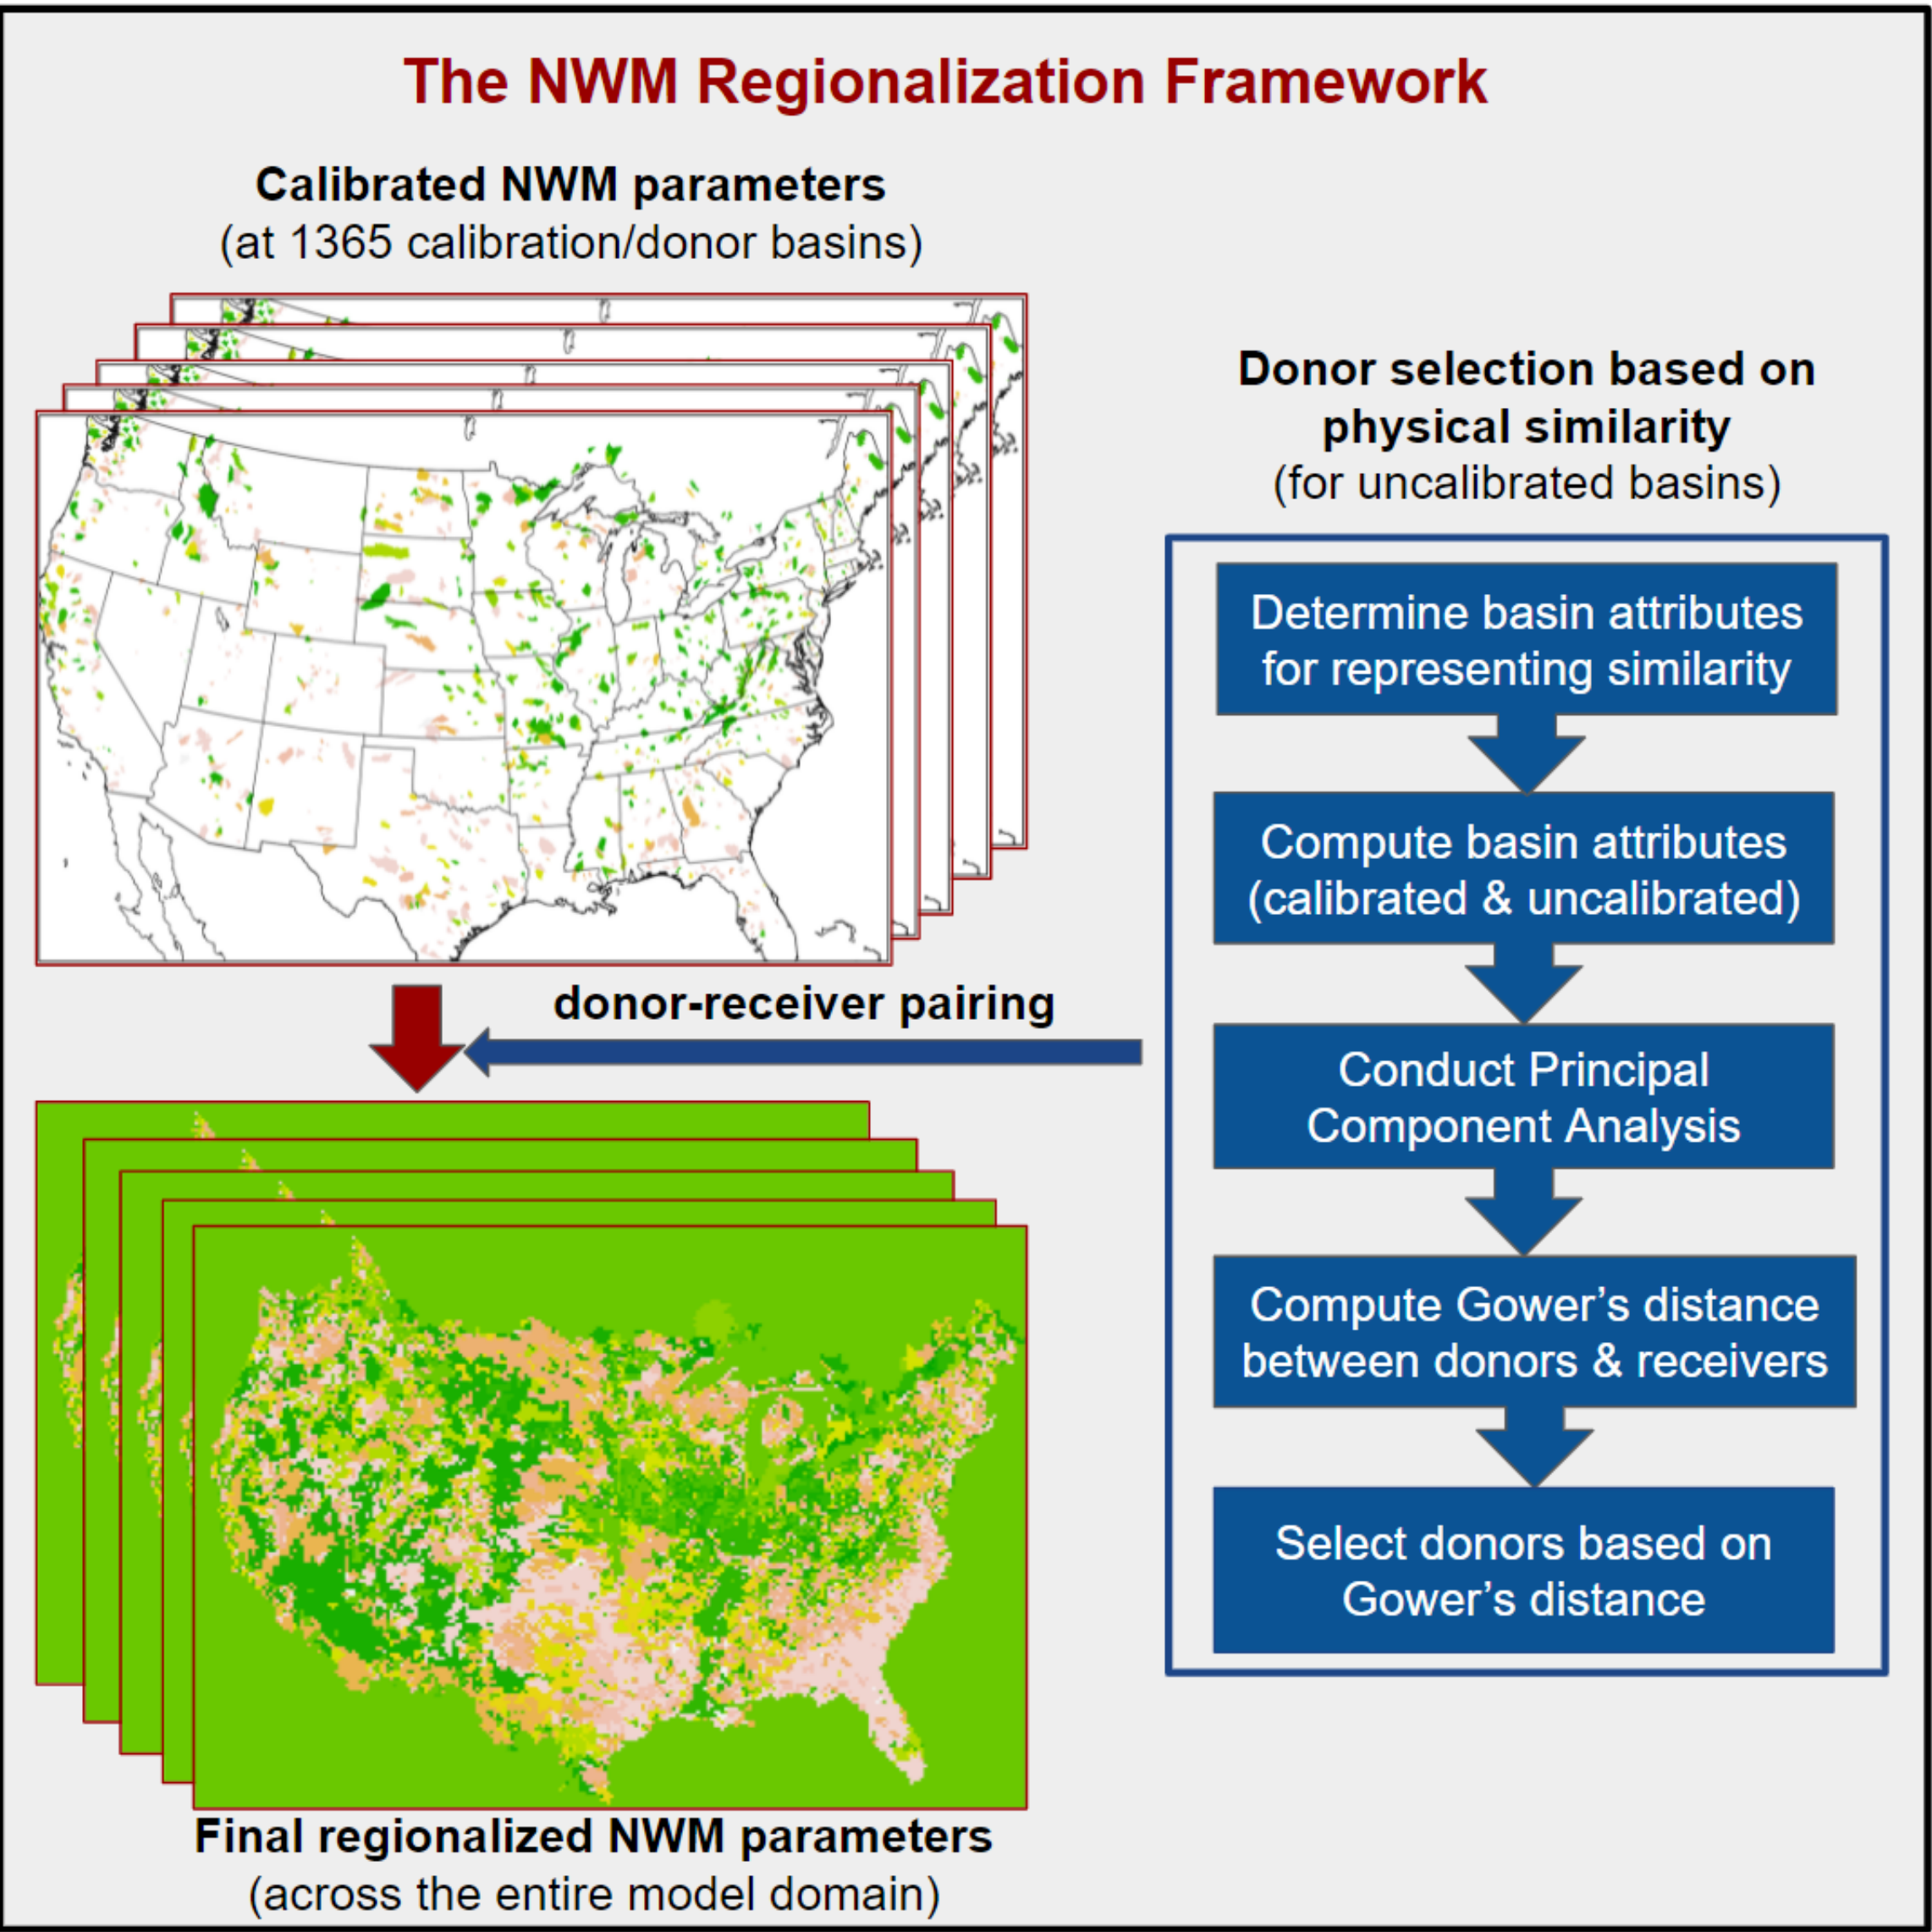 The NWM Regionalization Framework
Calibrated NWM parameters
(at 1365 calibration/donor basins)
Donor selection based on
physical similarity
(for uncalibrated basins)
Determine basin attributes
for representing similarity
Compute basin attributes
(calibrated & uncalibrated)
Conduct Principal
Component Analysis
Compute Gower’s distance
between donors & receivers
Select donors based on
Gower’s distance
donor-receiver pairing
Final regionalized NWM parameters
(across the entire model domain)